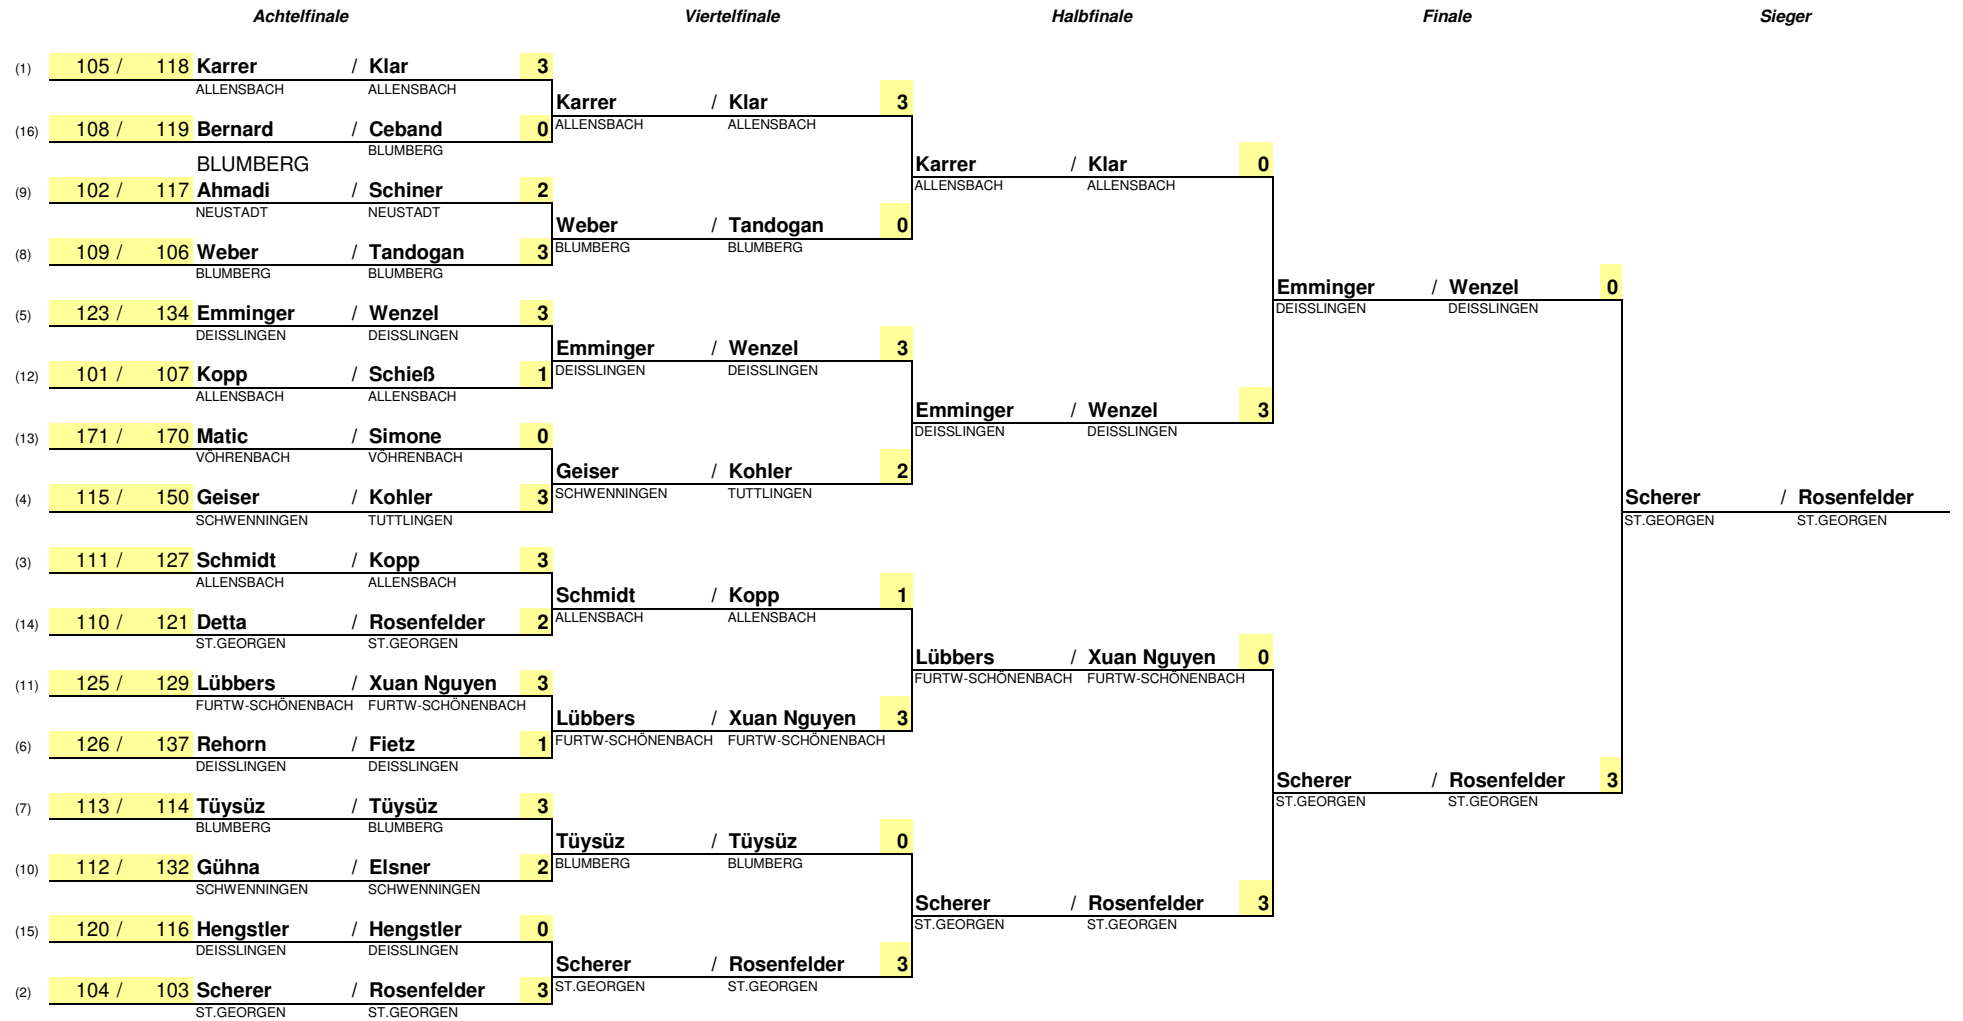 Achtelfinale Viertelfinale Halbfinale Finale Sieger
(1) 105 / 118 Karrer / Klar 3
ALLENSBACH ALLENSBACH
Karrer / Klar 3
ALLENSBACH ALLENSBACH
(16) 108 / 119 Bernard / Ceband 0
BLUMBERG
BLUMBERG
Karrer / Klar 0
ALLENSBACH ALLENSBACH
(9) 102 / 117 Ahmadi / Schiner 2
NEUSTADT NEUSTADT
Weber / Tandogan 0
BLUMBERG BLUMBERG
(8) 109 / 106 Weber / Tandogan 3
BLUMBERG BLUMBERG
Emminger / Wenzel 0
DEISSLINGEN DEISSLINGEN
(5) 123 / 134 Emminger / Wenzel 3
DEISSLINGEN DEISSLINGEN
Emminger / Wenzel 3
DEISSLINGEN DEISSLINGEN
(12) 101 / 107 Kopp / Schieß 1
ALLENSBACH ALLENSBACH
Emminger / Wenzel 3
DEISSLINGEN DEISSLINGEN
(13) 171 / 170 Matic / Simone 0
VÖHRENBACH VÖHRENBACH
Geiser / Kohler 2
SCHWENNINGEN TUTTLINGEN
(4) 115 / 150 Geiser / Kohler 3
SCHWENNINGEN TUTTLINGEN
Scherer / Rosenfelder
ST.GEORGEN ST.GEORGEN
(3) 111 / 127 Schmidt / Kopp 3
ALLENSBACH ALLENSBACH
Schmidt / Kopp 1
ALLENSBACH ALLENSBACH
(14) 110 / 121 Detta / Rosenfelder 2
ST.GEORGEN ST.GEORGEN
Lübbers / Xuan Nguyen 0
FURTW-SCHÖNENBACH FURTW-SCHÖNENBACH
(11) 125 / 129 Lübbers / Xuan Nguyen 3
FURTW-SCHÖNENBACH FURTW-SCHÖNENBACH
Lübbers / Xuan Nguyen 3
FURTW-SCHÖNENBACH FURTW-SCHÖNENBACH
(6) 126 / 137 Rehorn / Fietz 1
DEISSLINGEN DEISSLINGEN
Scherer / Rosenfelder 3
ST.GEORGEN ST.GEORGEN
(7) 113 / 114 Tüysüz / Tüysüz 3
BLUMBERG BLUMBERG
Tüysüz / Tüysüz 0
BLUMBERG BLUMBERG
(10) 112 / 132 Gühna / Elsner 2
SCHWENNINGEN SCHWENNINGEN
Scherer / Rosenfelder 3
ST.GEORGEN ST.GEORGEN
(15) 120 / 116 Hengstler / Hengstler 0
DEISSLINGEN DEISSLINGEN
Scherer / Rosenfelder 3
ST.GEORGEN ST.GEORGEN
(2) 104 / 103 Scherer / Rosenfelder 3
ST.GEORGEN ST.GEORGEN